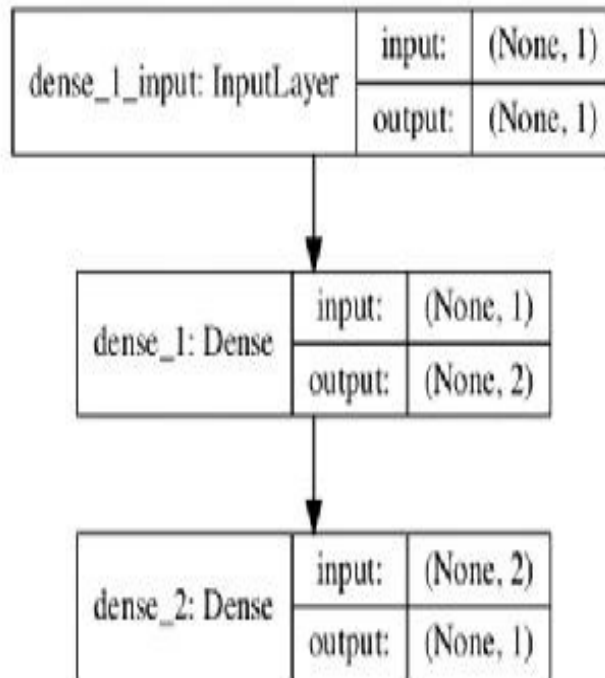 dense_1_input: InputLayer
input: (None, 1)
output: (None, 1)
dense_1: Dense
input: (None, 1)
output: (None, 2)
dense_2: Dense
input: (None, 2)
output: (None, 1)